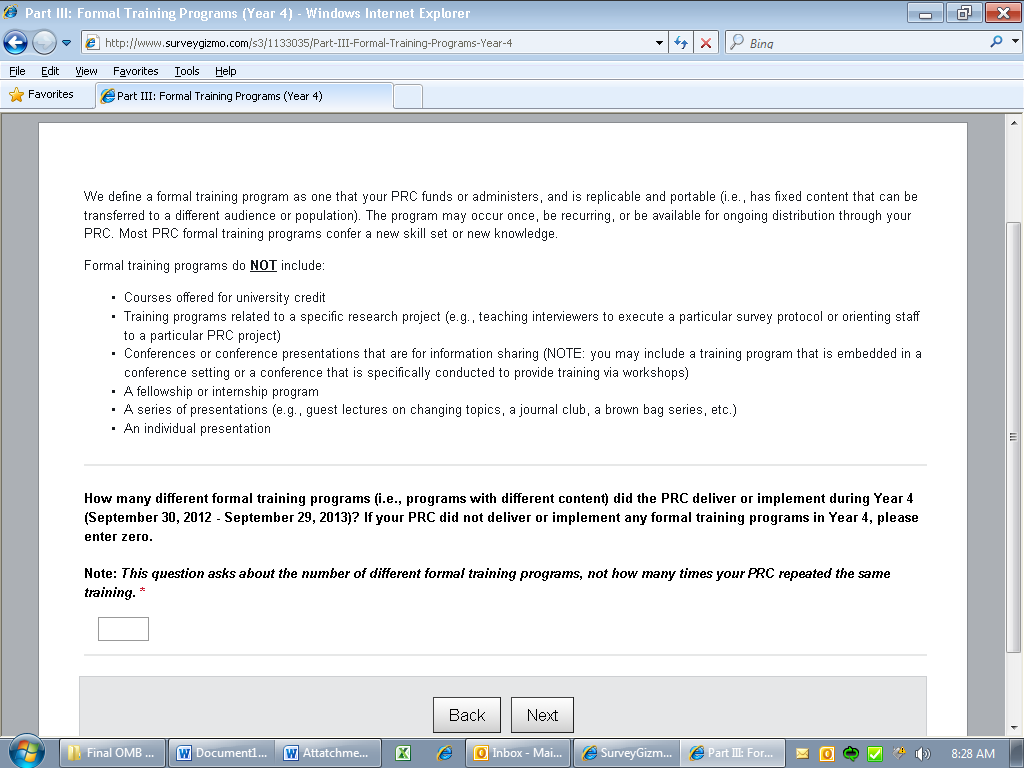 Part III: Formal Training Programs (Year 4) - Windows Internet Explorer
http://www.surveygizmo.com/s3/1133035/Part-III-Formal-Training-Programs-Year-4
Bing
File Edit View Favorites Tools Help
Favorites
Part III: Formal Training Programs (Year 4)
We define a formal training program as one that your PRC funds or administers, and is replicable and portable (i.e., has fixed content that can be
transferred to a different audience or population). The program may occur once, be recurring, or be available for ongoing distribution through your
PRC. Most PRC formal training programs confer a new skill set or new knowledge.
Formal training programs do NOT include:
• Courses offered for university credit
• Training programs related to a specific research project (e.g., teaching interviewers to execute a particular survey protocol or orienting staff
to a particular PRC project)
• Conferences or conference presentations that are for information sharing (NOTE: you may include a training program that is embedded in a
conference setting or a conference that is specifically conducted to provide training via workshops)
• A fellowship or internship program
• A series of presentations (e.g., guest lectures on changing topics, a journal club, a brown bag series, etc.)
• An individual presentation
How many different formal training programs (i.e., programs with different content) did the PRC deliver or implement during Year 4
(September 30, 2012 - September 29, 2013)? If your PRC did not deliver or implement any formal training programs in Year 4, please
enter zero.
Note: This question asks about the number of different formal training programs, not how many times your PRC repeated the same
training. *
Back Next
Final OMB ... Document1... Attatchme... Inbox - Mai... SurveyGizm... Part III: For... 8:28 AM